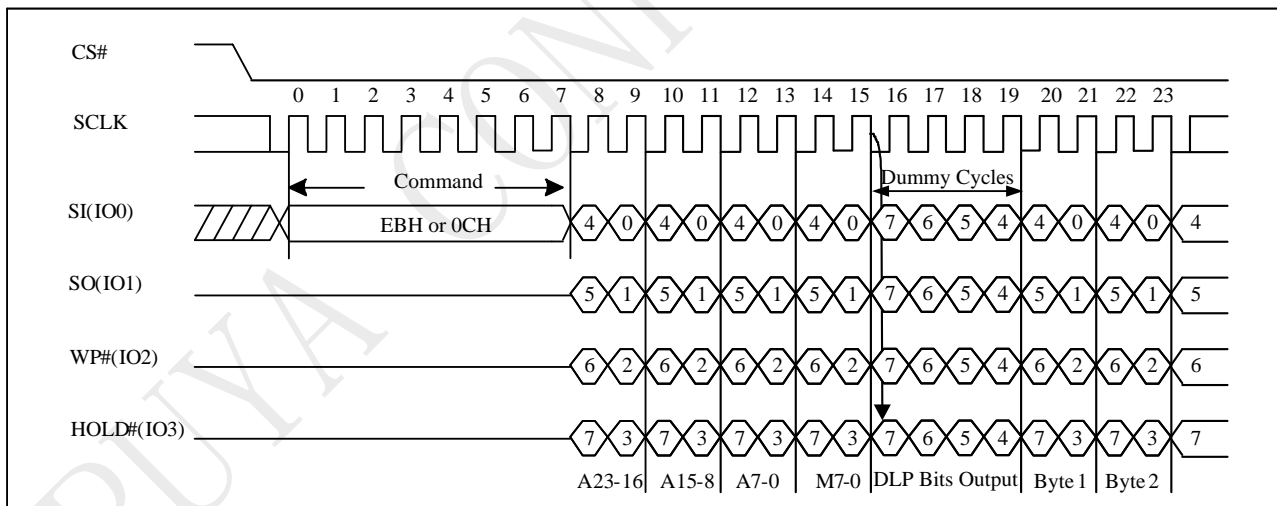 CS#
0 1 2 3 4 5 6 7 8 9 10 11 12 13 14 15 16 17 18 19 20 21 22 23
SCLK
Command Dummy Cycles
SI(IO0) EBH or 0CH 4 0 4 0 4 0 4 0 7 6 5 4 4 0 4 0 4
SO(IO1) 5 1 5 1 5 1 5 1 7 6 5 4 5 1 5 1 5
WP#(IO2) 6 2 6 2 6 2 6 2 7 6 5 4 6 2 6 2 6
HOLD#(IO3) 7 3 7 3 7 3 7 3 7 6 5 4 7 3 7 3 7
A23-16 A15-8 A7-0 M7-0 DLP Bits Output Byte 1 Byte 2
PUYA CONF